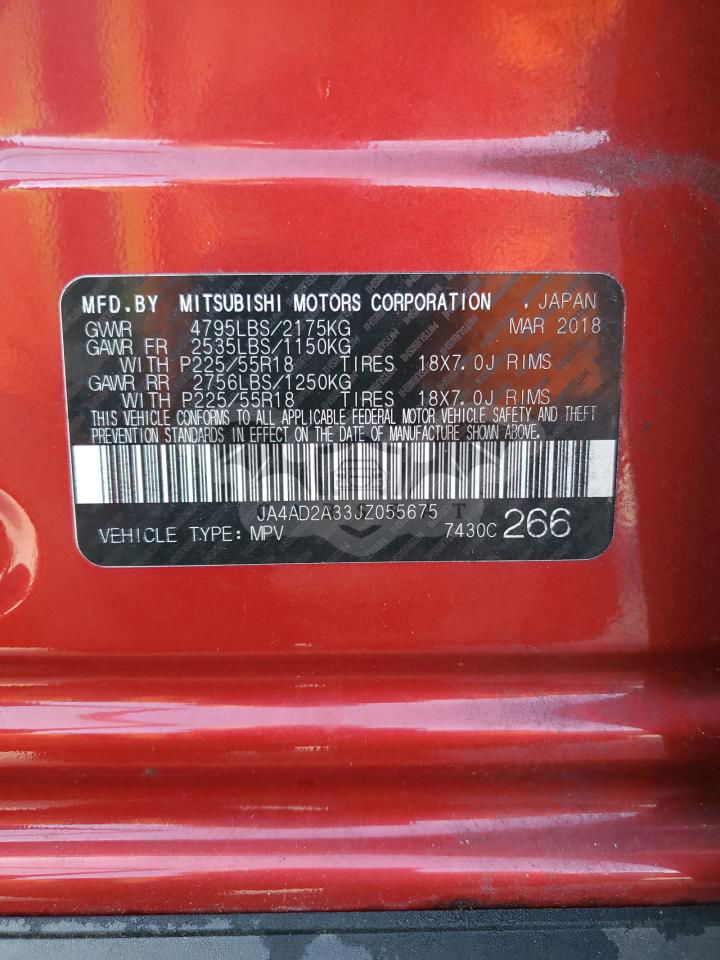 MFD.BY MITSUBISHI MOTORS CORPORATION , JAPAN
GVWR 4795LBS/2175KG MAR 2018
GAWR FR 2535LBS/1150KG
WITH P225/55R18 TIRES 18X7.0J RIMS
GAWR RR 2756LBS/1250KG
WITH P225/55R18 TIRES 18X7.0J RIMS
THIS VEHICLE CONFORMS TO ALL APPLICABLE FEDERAL MOTOR VEHICLE SAFETY AND THEFT
PREVENTION STANDARDS IN EFFECT ON THE DATE OF MANUFACTURE SHOWN ABOVE.
JA4AD2A33JZ055675
VEHICLE TYPE:MPV 7430C 266